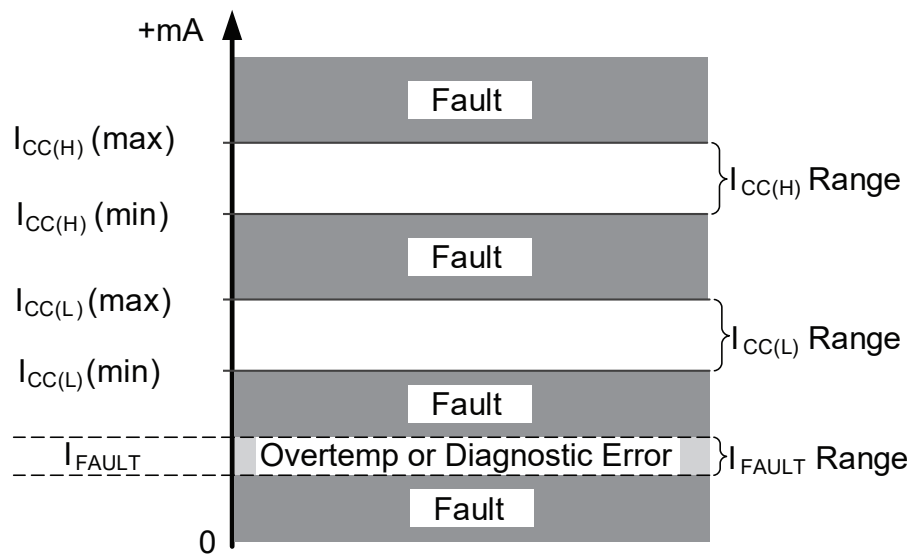 +mA
Fault
I_CC(H) (max)
I_CC(H) Range
I_CC(H) (min)
Fault
I_CC(L) (max)
I_CC(L) Range
I_CC(L) (min)
Fault
I_FAULT
Overtemp or Diagnostic Error
I_FAULT Range
Fault
0